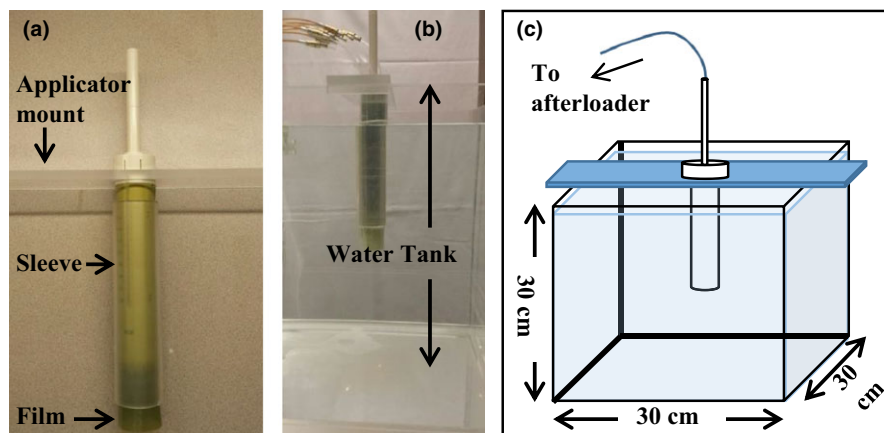 (a)
Applicator
mount
Sleeve
Film
(b)
Water Tank
(c)
To
afterloader
30 cm
30 cm
30
cm